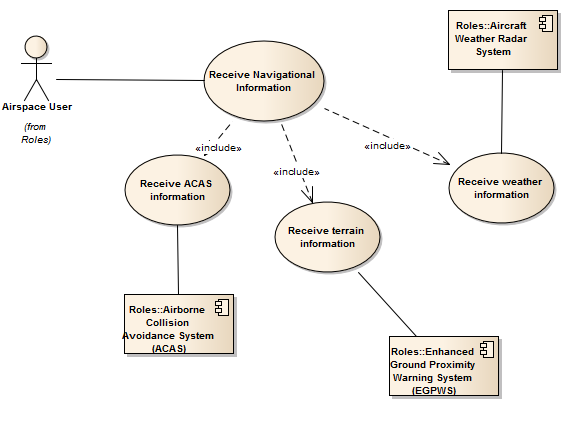 Roles::Aircraft
Weather Radar
System
Receive Navigational
Information
Airspace User
(from
Roles)
«include»
«include»
«include»
Receive ACAS
information
Receive weather
information
Receive terrain
information
Roles::Airborne
Collision
Avoidance System
(ACAS)
Roles::Enhanced
Ground Proximity
Warning System
(EGPWS)